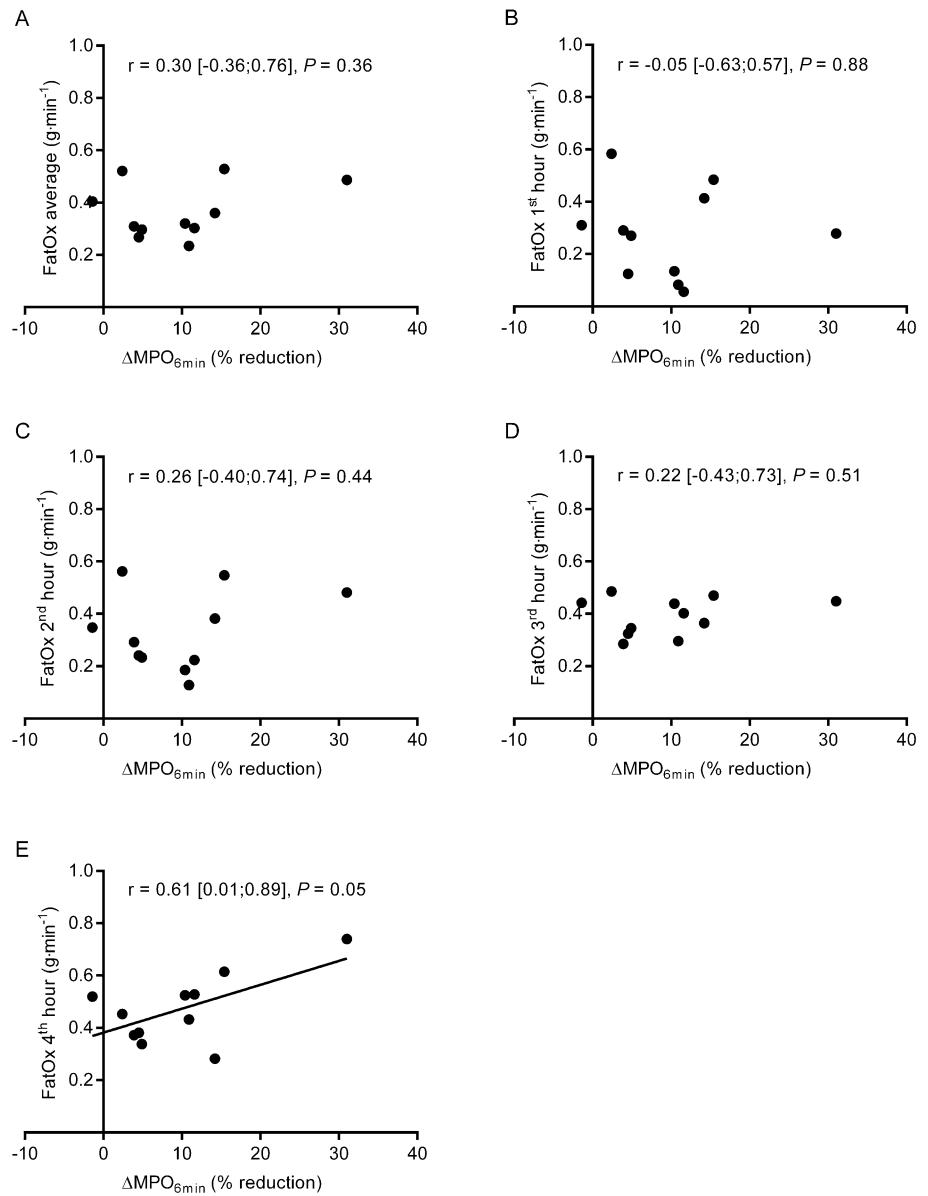 A
r = 0.30 [-0.36;0.76], P = 0.36
FatOx average (g·min⁻¹)
1.0
0.8
0.6
0.4
0.2
-10 0 10 20 30 40
ΔMPO₆ₘᵢₙ (% reduction)
B
r = -0.05 [-0.63;0.57], P = 0.88
FatOx 1ˢᵗ hour (g·min⁻¹)
1.0
0.8
0.6
0.4
0.2
-10 0 10 20 30 40
ΔMPO₆ₘᵢₙ (% reduction)
C
r = 0.26 [-0.40;0.74], P = 0.44
FatOx 2ⁿᵈ hour (g·min⁻¹)
1.0
0.8
0.6
0.4
0.2
-10 0 10 20 30 40
ΔMPO₆ₘᵢₙ (% reduction)
D
r = 0.22 [-0.43;0.73], P = 0.51
FatOx 3ʳᵈ hour (g·min⁻¹)
1.0
0.8
0.6
0.4
0.2
-10 0 10 20 30 40
ΔMPO₆ₘᵢₙ (% reduction)
E
r = 0.61 [0.01;0.89], P = 0.05
FatOx 4ᵗʰ hour (g·min⁻¹)
1.0
0.8
0.6
0.4
0.2
-10 0 10 20 30 40
ΔMPO₆ₘᵢₙ (% reduction)